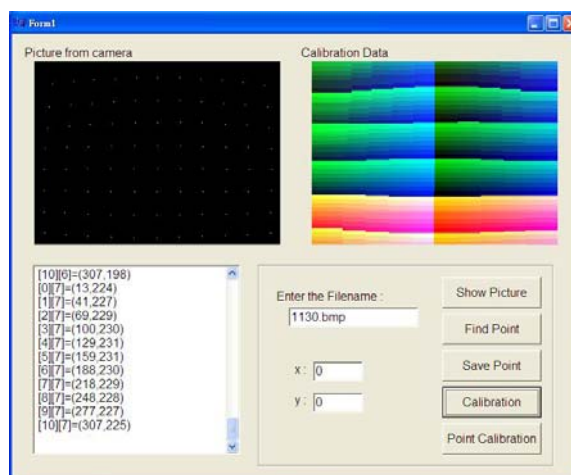 Form1
Picture from camera
Calibration Data
[10][6]=(307,198)
[0][7]=(13,224)
[1][7]=(41,227)
[2][7]=(69,229)
[3][7]=(100,230)
[4][7]=(129,231)
[5][7]=(159,231)
[6][7]=(188,230)
[7][7]=(218,229)
[8][7]=(248,228)
[9][7]=(277,227)
[10][7]=(307,225)
Enter the Filename :
1130.bmp
x : 0
y : 0
Show Picture
Find Point
Save Point
Calibration
Point Calibration